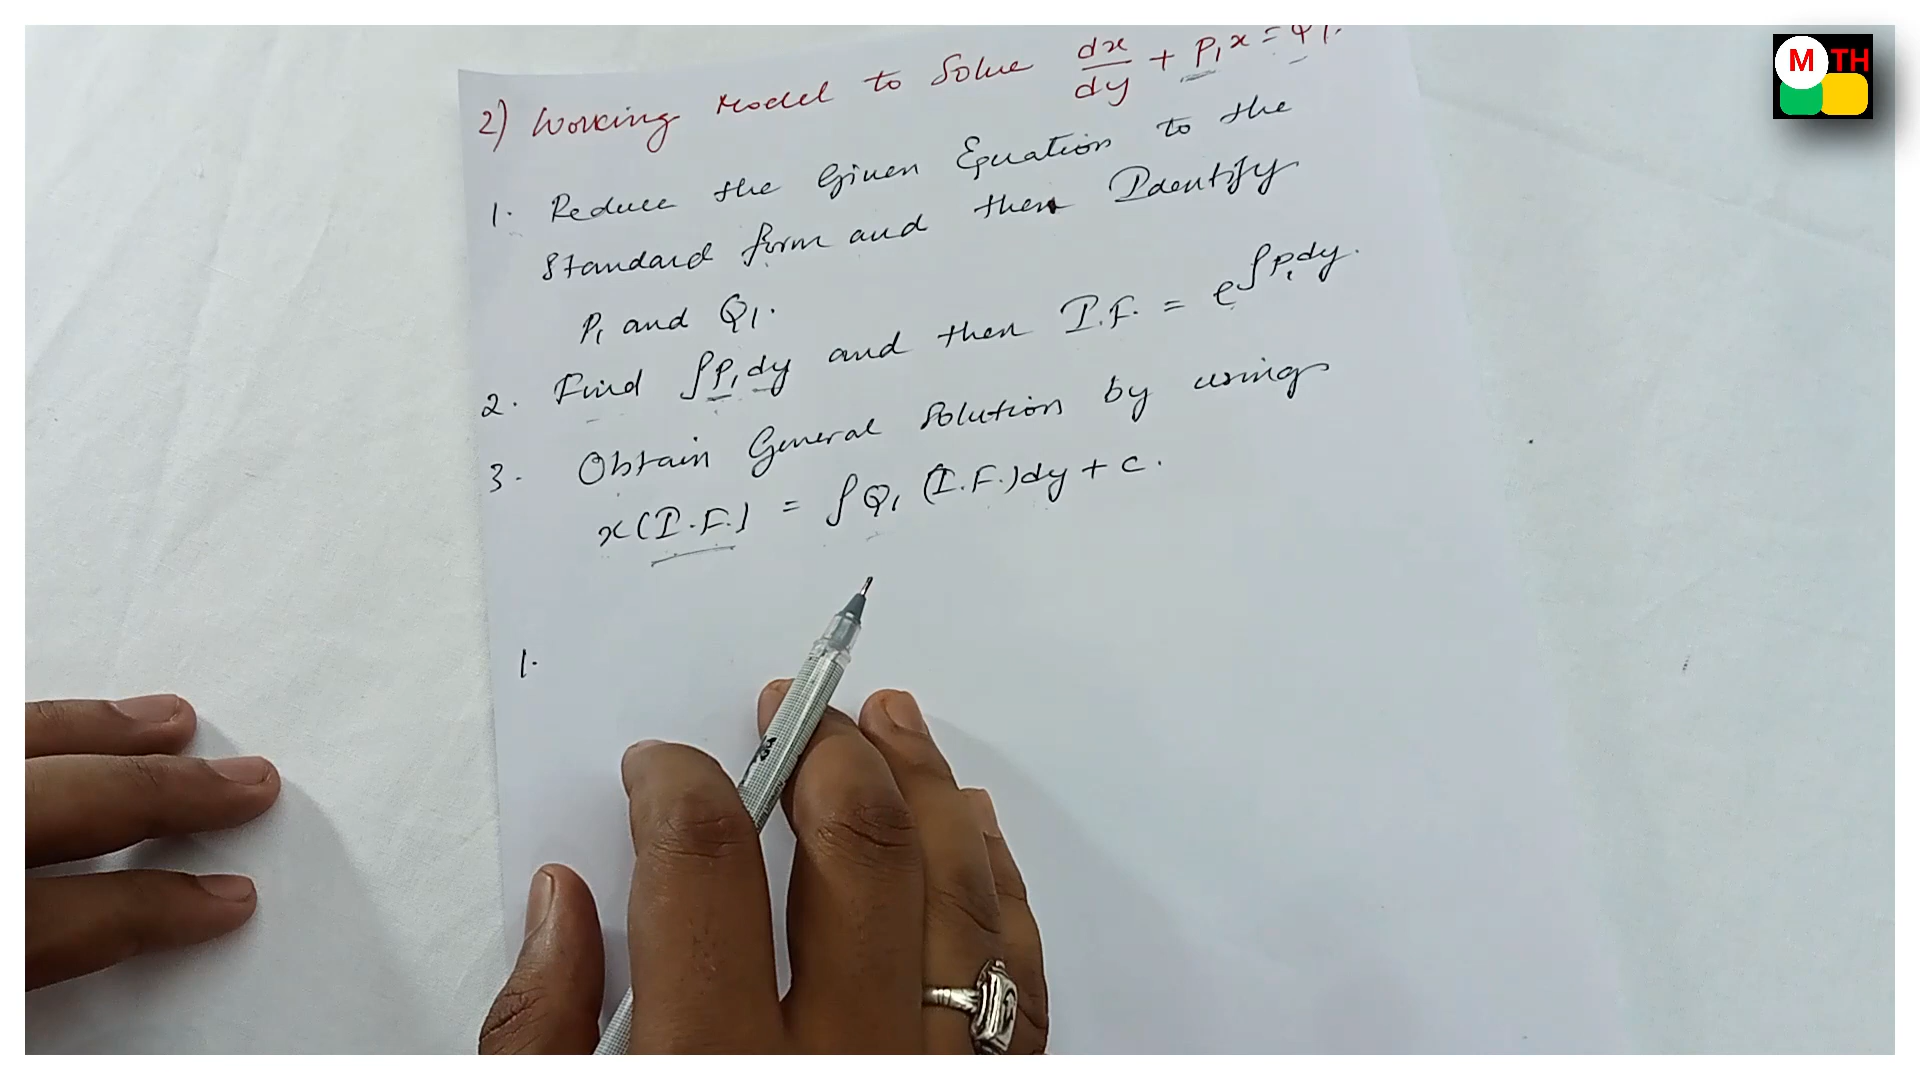 M TH
2) Working Model to Solve dx/dy + P₁x = Q₁.
1. Reduce the Given Equation to the
Standard form and then Identify
P₁ and Q₁.
2. Find ∫P₁dy and then I.F. = e^∫P₁dy.
3. Obtain General Solution by using
x(I.F.) = ∫Q₁ (I.F.)dy + c.
1.